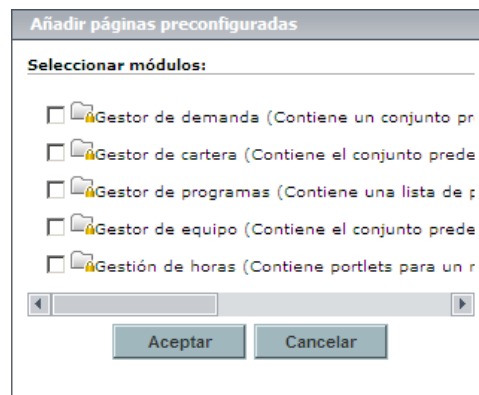 Añadir páginas preconfiguradas
Seleccionar módulos:
Gestor de demanda (Contiene un conjunto pr
Gestor de cartera (Contiene el conjunto prede
Gestor de programas (Contiene una lista de p
Gestor de equipo (Contiene el conjunto prede
Gestión de horas (Contiene portlets para un r
Aceptar Cancelar